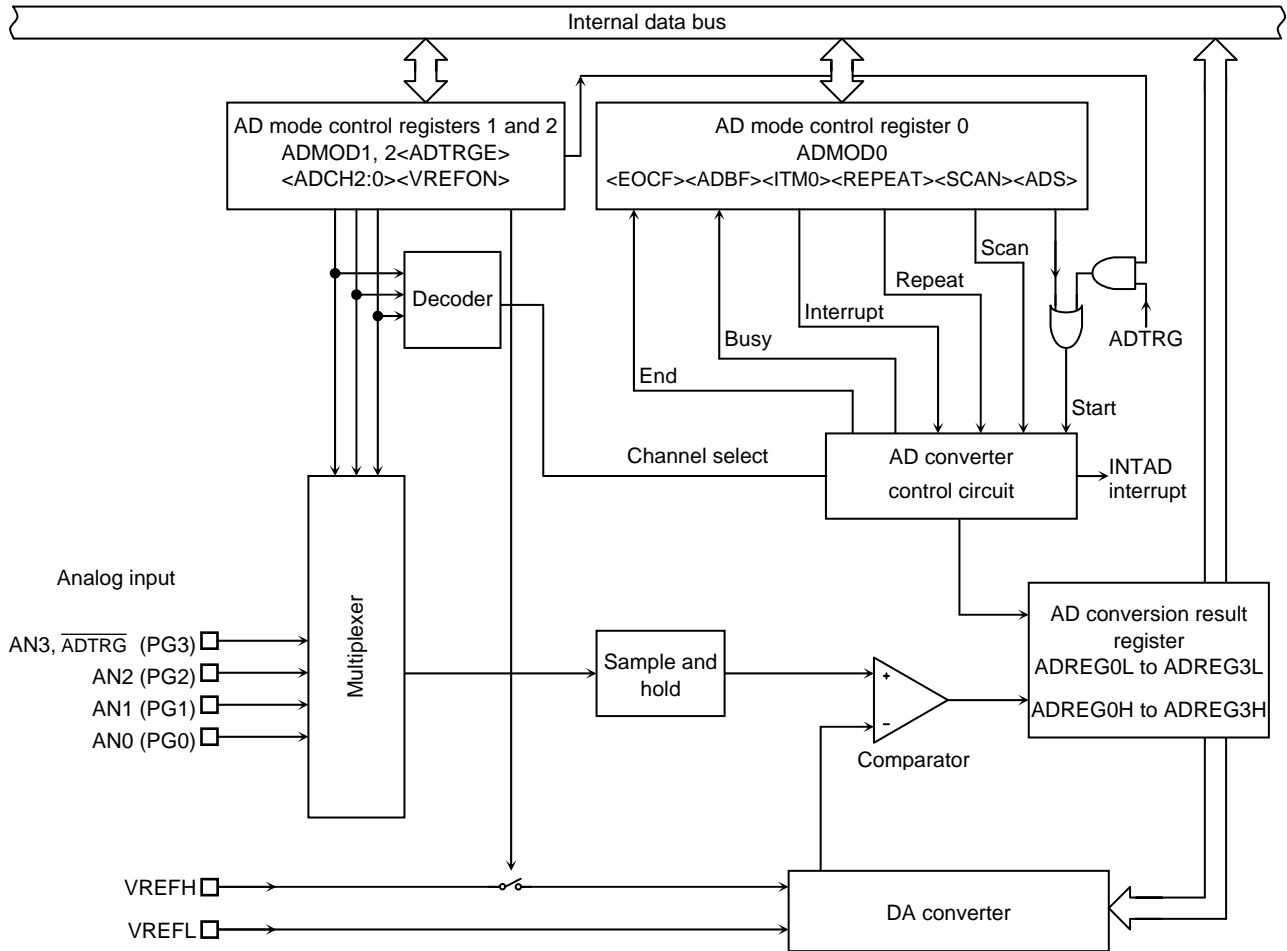 Internal data bus
AD mode control registers 1 and 2
ADMOD1, 2<ADTRGE>
<ADCH2:0><VREFON>
AD mode control register 0
ADMOD0
<EOCF><ADBF><ITM0><REPEAT><SCAN><ADS>
Decoder
Scan
Repeat
Interrupt
Busy
End
ADTRG
Start
Channel select
AD converter
control circuit
INTAD
interrupt
Analog input
AN3, ADTRG (PG3)
AN2 (PG2)
AN1 (PG1)
AN0 (PG0)
Multiplexer
Sample and
hold
+
−
Comparator
AD conversion result
register
ADREG0L to ADREG3L
ADREG0H to ADREG3H
VREFH
VREFL
DA converter